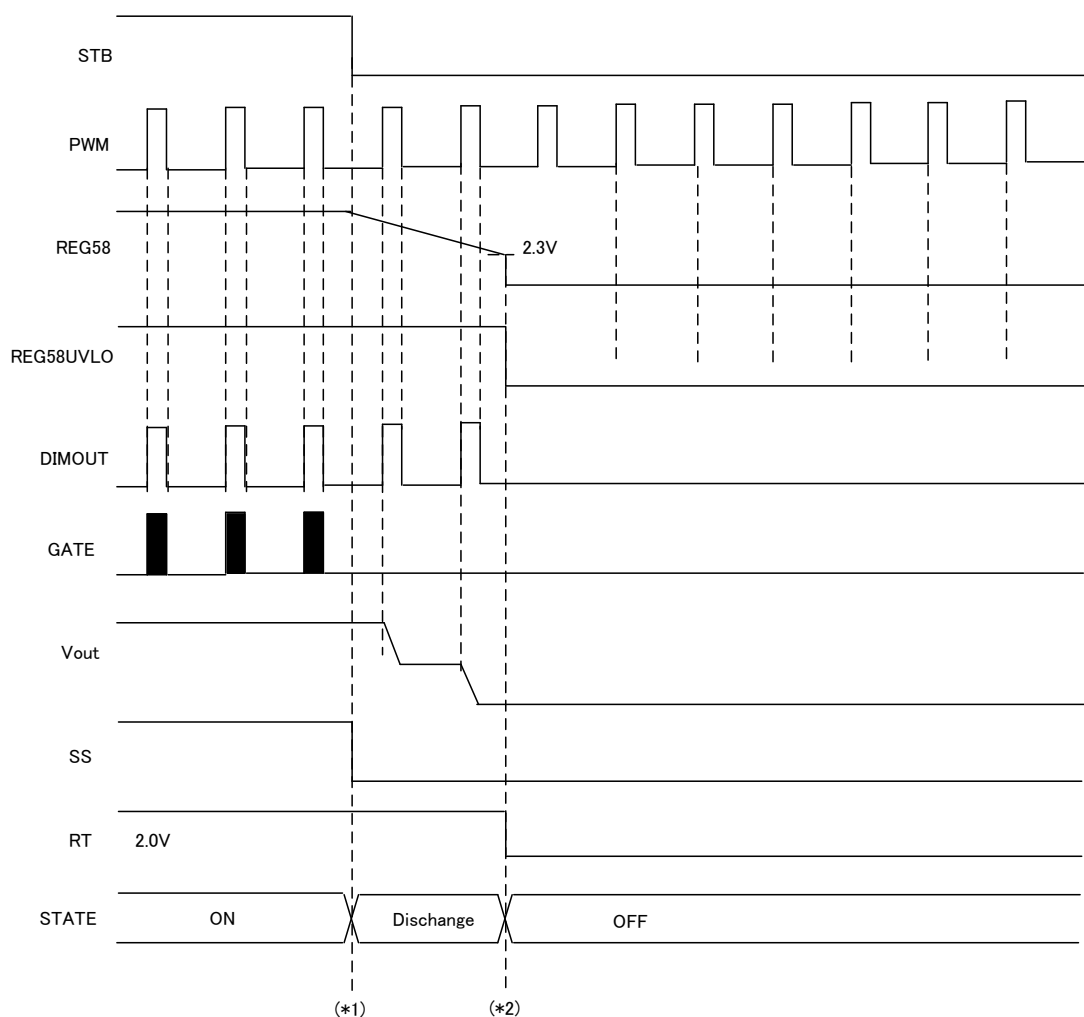 STB
PWM
REG58
2.3V
REG58UVLO
DIMOUT
GATE
Vout
SS
RT 2.0V
STATE ON Dischange OFF
(*1) (*2)